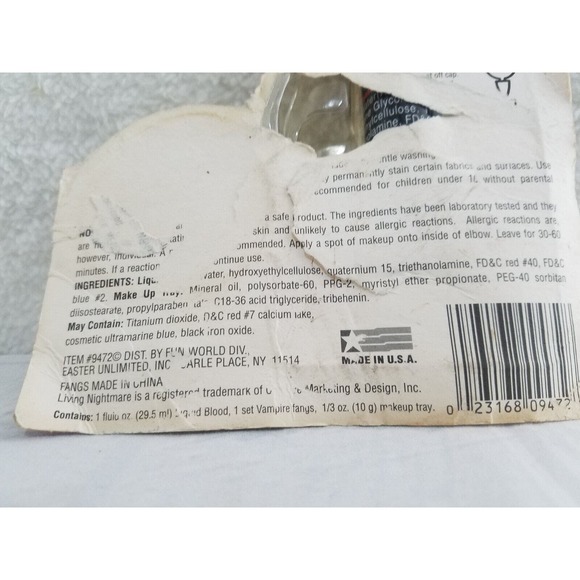 off cap.
Glyc
cellulose,
amine, FD&C
ntle washing
permanently stain certain fabrics and surfaces. Use
commended for children under 1 without parental
a safe product. The ingredients have been laboratory tested and they
skin and unlikely to cause allergic reactions. Allergic reactions are
however, individual. A mmended. Apply a spot of makeup onto inside of elbow. Leave for 30-60
minutes. If a reaction ontinue use.
INGREDIENTS: Liqu water, hydroxyethylcellulose, quaternium 15, triethanolamine, FD&C red #40, FD&C
blue #2. Make Up Tray: Mineral oil, polysorbate-60, PPG-2, myristyl ether propionate, PEG-40 sorbitan
diisostearate, propylparaben, C18-36 acid triglyceride, tribehenin.
May Contain: Titanium dioxide, D&C red #7 calcium lake,
cosmetic ultramarine blue, black iron oxide.
ITEM #9472© DIST. BY FUN WORLD DIV.,
EASTER UNLIMITED, INC ARLE PLACE, NY 11514
MADE IN U.S.A.
FANGS MADE IN CHINA
Living Nightmare is a registered trademark of Marketing & Design, Inc.
Contains: 1 fluid oz. (29.5 ml) Liquid Blood, 1 set Vampire fangs, 1/3 oz. (10 g) makeup tray.
0 23168 09472